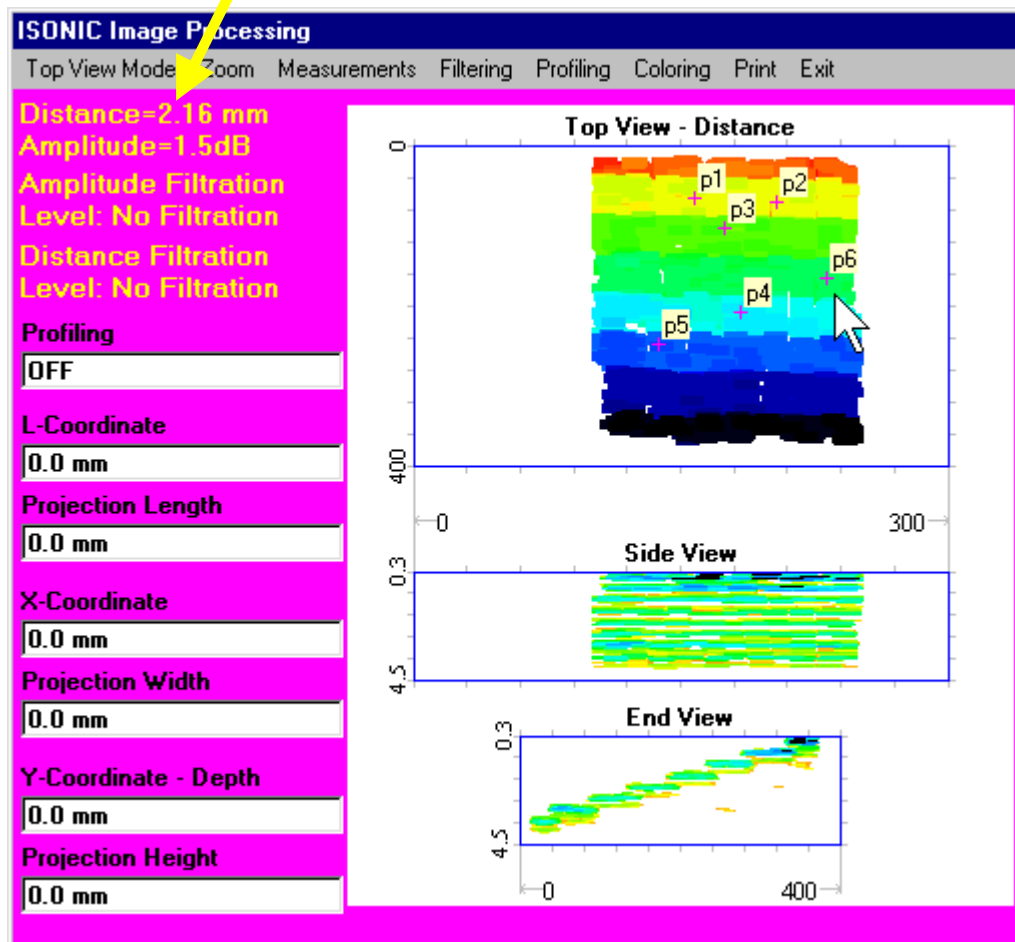 ISONIC Image Processing
Top View Mode Zoom Measurements Filtering Profiling Coloring Print Exit
Distance=2.16 mm
Amplitude=1.5dB
Amplitude Filtration
Level: No Filtration
Distance Filtration
Level: No Filtration
Profiling
OFF
L-Coordinate
0.0 mm
Projection Length
0.0 mm
X-Coordinate
0.0 mm
Projection Width
0.0 mm
Y-Coordinate - Depth
0.0 mm
Projection Height
0.0 mm
Top View - Distance
0
p1
p2
p3
p6
p4
p5
400
0
300
Side View
0.3
4.5
End View
0.3
4.5
0
400